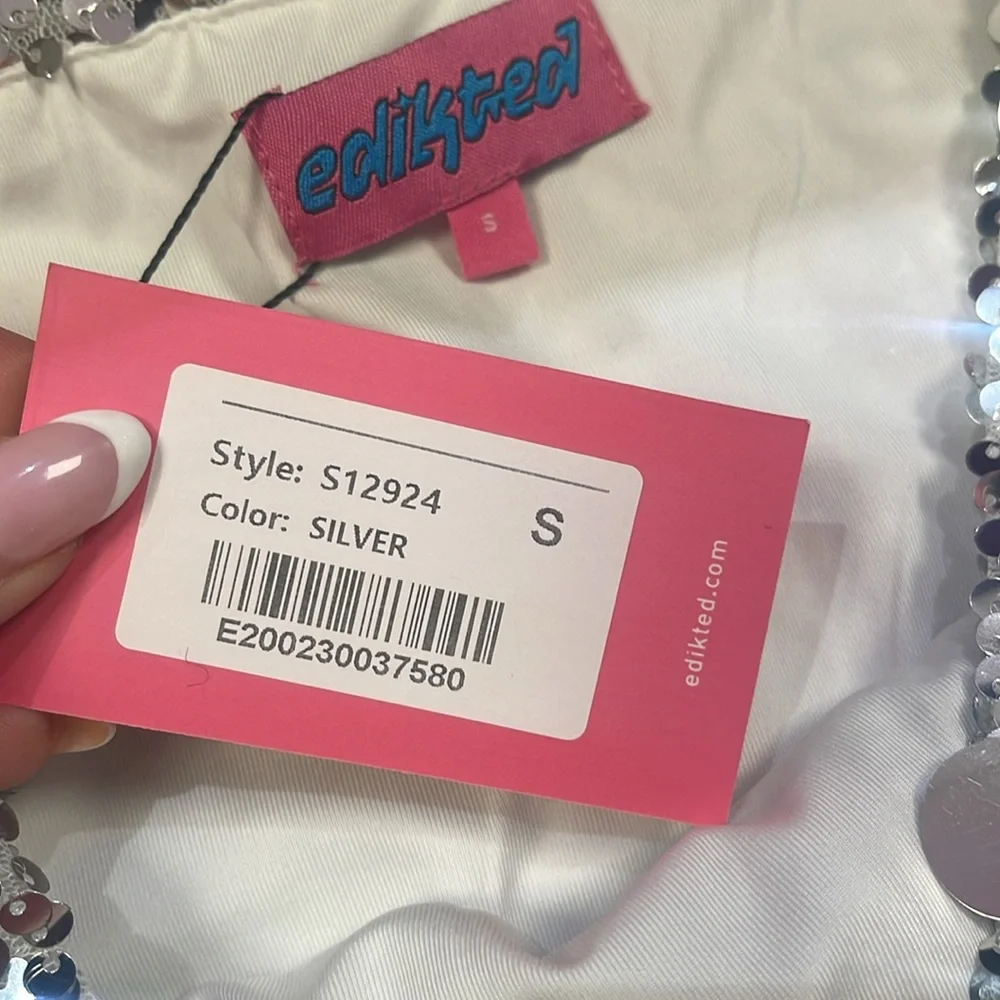 edikted
S
Style: S12924
Color: SILVER
S
E200230037580
edikted.com